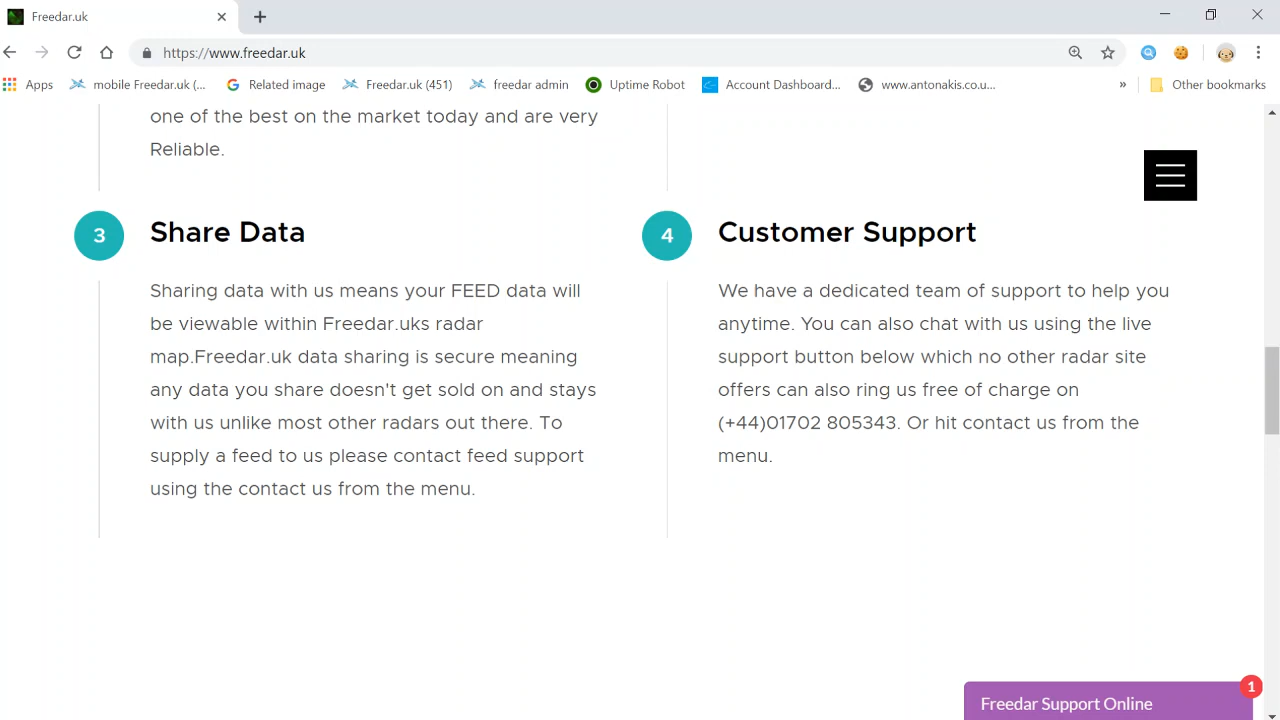 Freedar.uk
https://www.freedar.uk
Apps
mobile Freedar.uk (...
Related image
Freedar.uk (451)
freedar admin
Uptime Robot
Account Dashboard...
www.antonakis.co.u...
»
Other bookmarks
one of the best on the market today and are very
Reliable.
3
Share Data
Sharing data with us means your FEED data will
be viewable within Freedar.uks radar
map.Freedar.uk data sharing is secure meaning
any data you share doesn't get sold on and stays
with us unlike most other radars out there. To
supply a feed to us please contact feed support
using the contact us from the menu.
4
Customer Support
We have a dedicated team of support to help you
anytime. You can also chat with us using the live
support button below which no other radar site
offers can also ring us free of charge on
(+44)01702 805343. Or hit contact us from the
menu.
Freedar Support Online
1